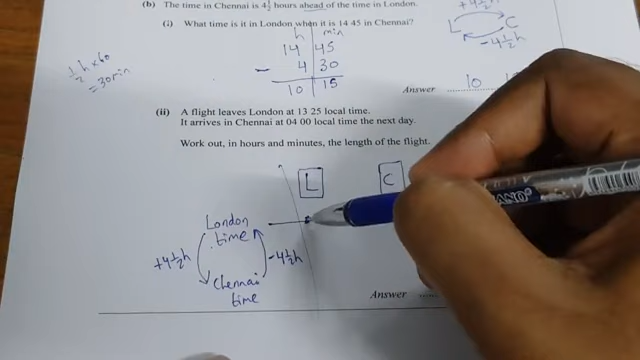 (b) The time in Chennai is 4½ hours ahead of the time in London.
+4½h
(i) What time is it in London when it is 14 45 in Chennai?
L C
-4½h
h min
14 45
- 4 30
10 15
½h × 60
= 30min
Answer 10
(ii) A flight leaves London at 13 25 local time.
It arrives in Chennai at 04 00 local time the next day.
Work out, in hours and minutes, the length of the flight.
L C
London
time
+4½h -4½h
Chennai
time
Answer